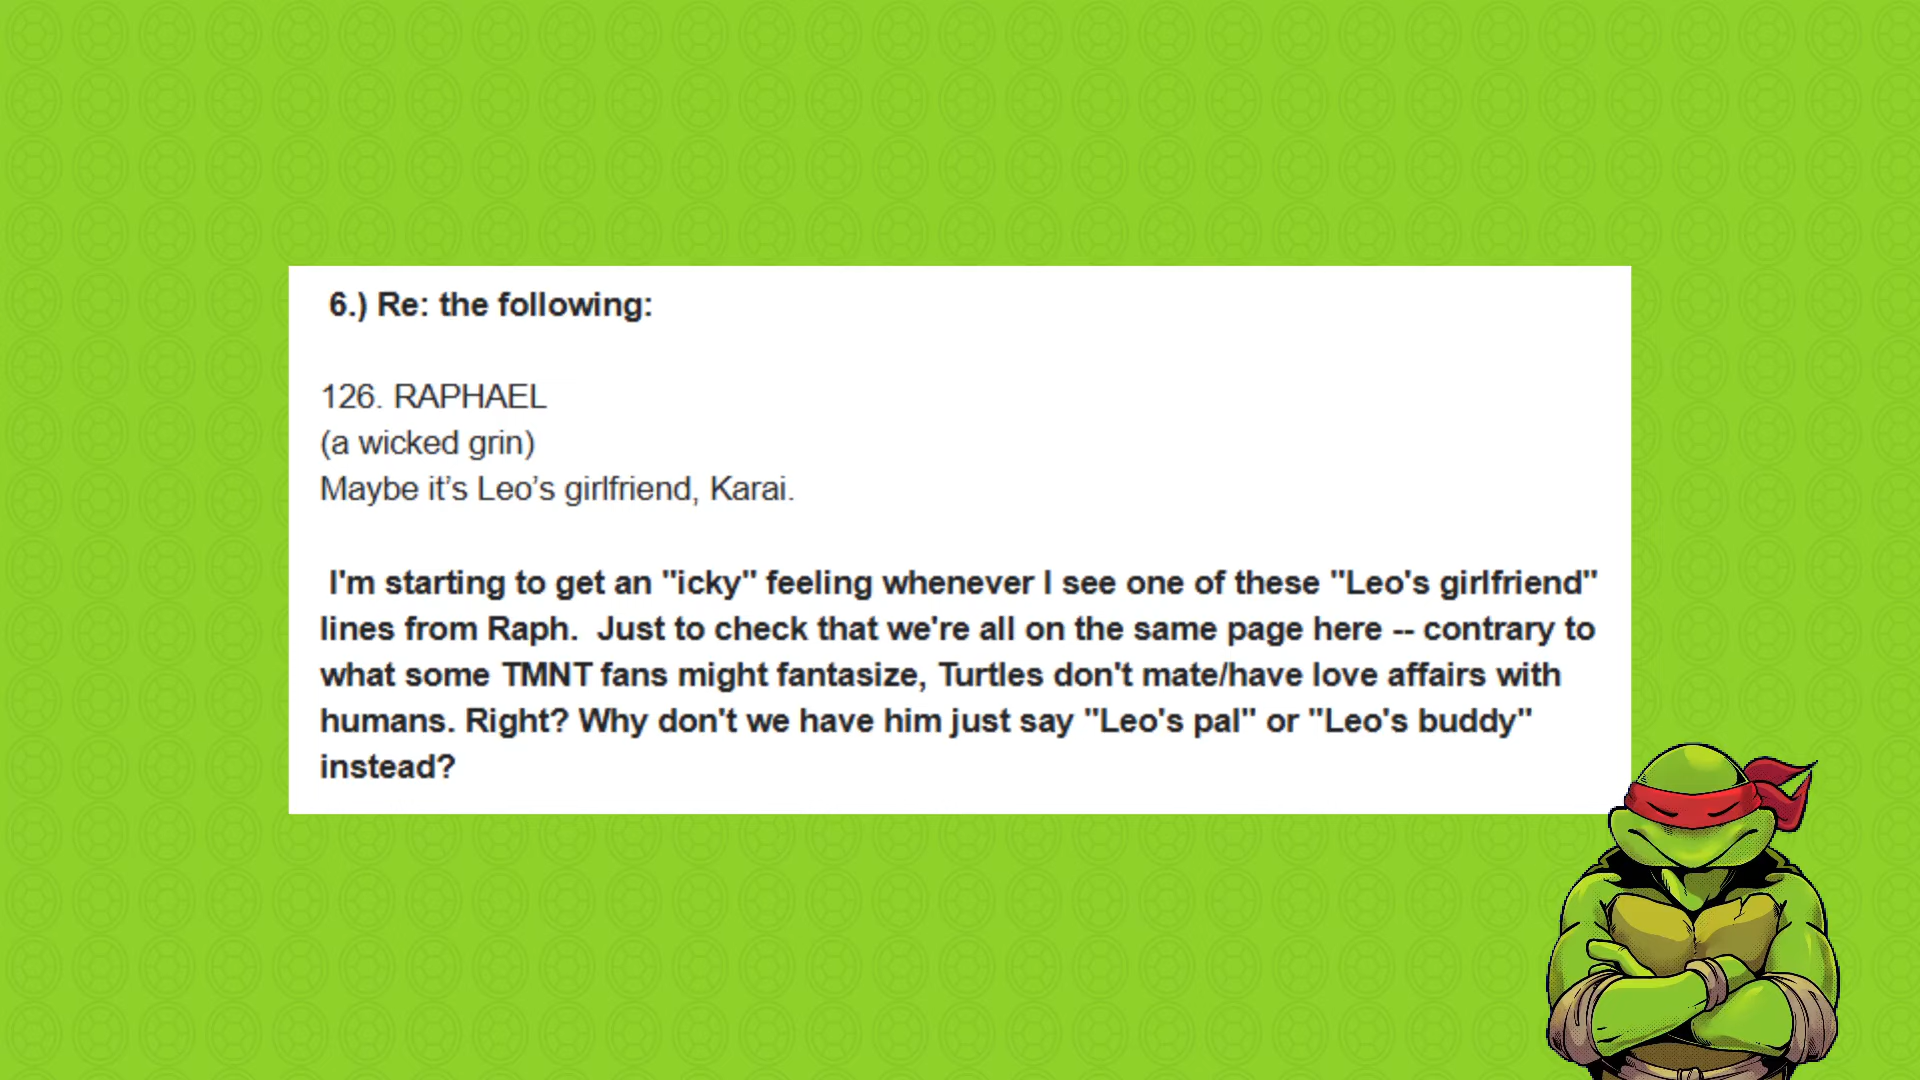 6.) Re: the following:
126. RAPHAEL
(a wicked grin)
Maybe it’s Leo’s girlfriend, Karai.
I'm starting to get an "icky" feeling whenever I see one of these "Leo's girlfriend"
lines from Raph.  Just to check that we're all on the same page here -- contrary to
what some TMNT fans might fantasize, Turtles don't mate/have love affairs with
humans. Right? Why don't we have him just say "Leo's pal" or "Leo's buddy"
instead?